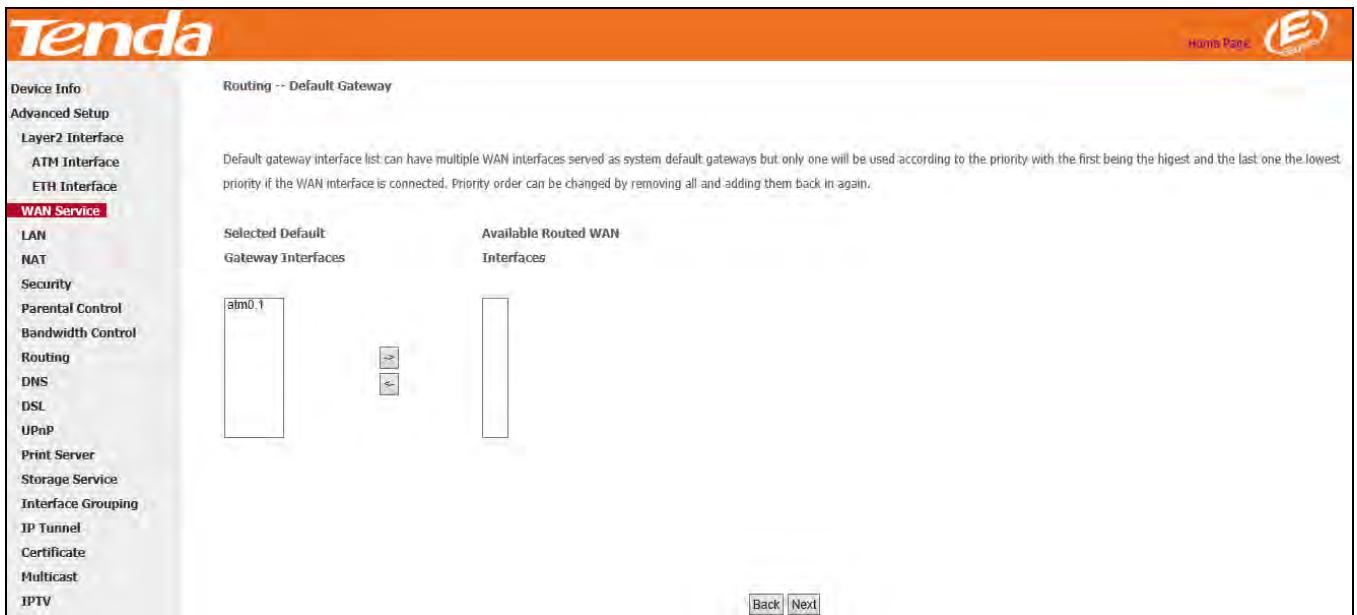 Tenda
Home Page
Device Info
Advanced Setup
Layer2 Interface
ATM Interface
ETH Interface
WAN Service
LAN
NAT
Security
Parental Control
Bandwidth Control
Routing
DNS
DSL
UPnP
Print Server
Storage Service
Interface Grouping
IP Tunnel
Certificate
Multicast
IPTV
Routing -- Default Gateway
Default gateway interface list can have multiple WAN interfaces served as system default gateways but only one will be used according to the priority with the first being the higest and the last one the lowest
priority if the WAN interface is connected. Priority order can be changed by removing all and adding them back in again.
Selected Default
Gateway Interfaces
Available Routed WAN
Interfaces
atm0.1
->
<-
Back Next